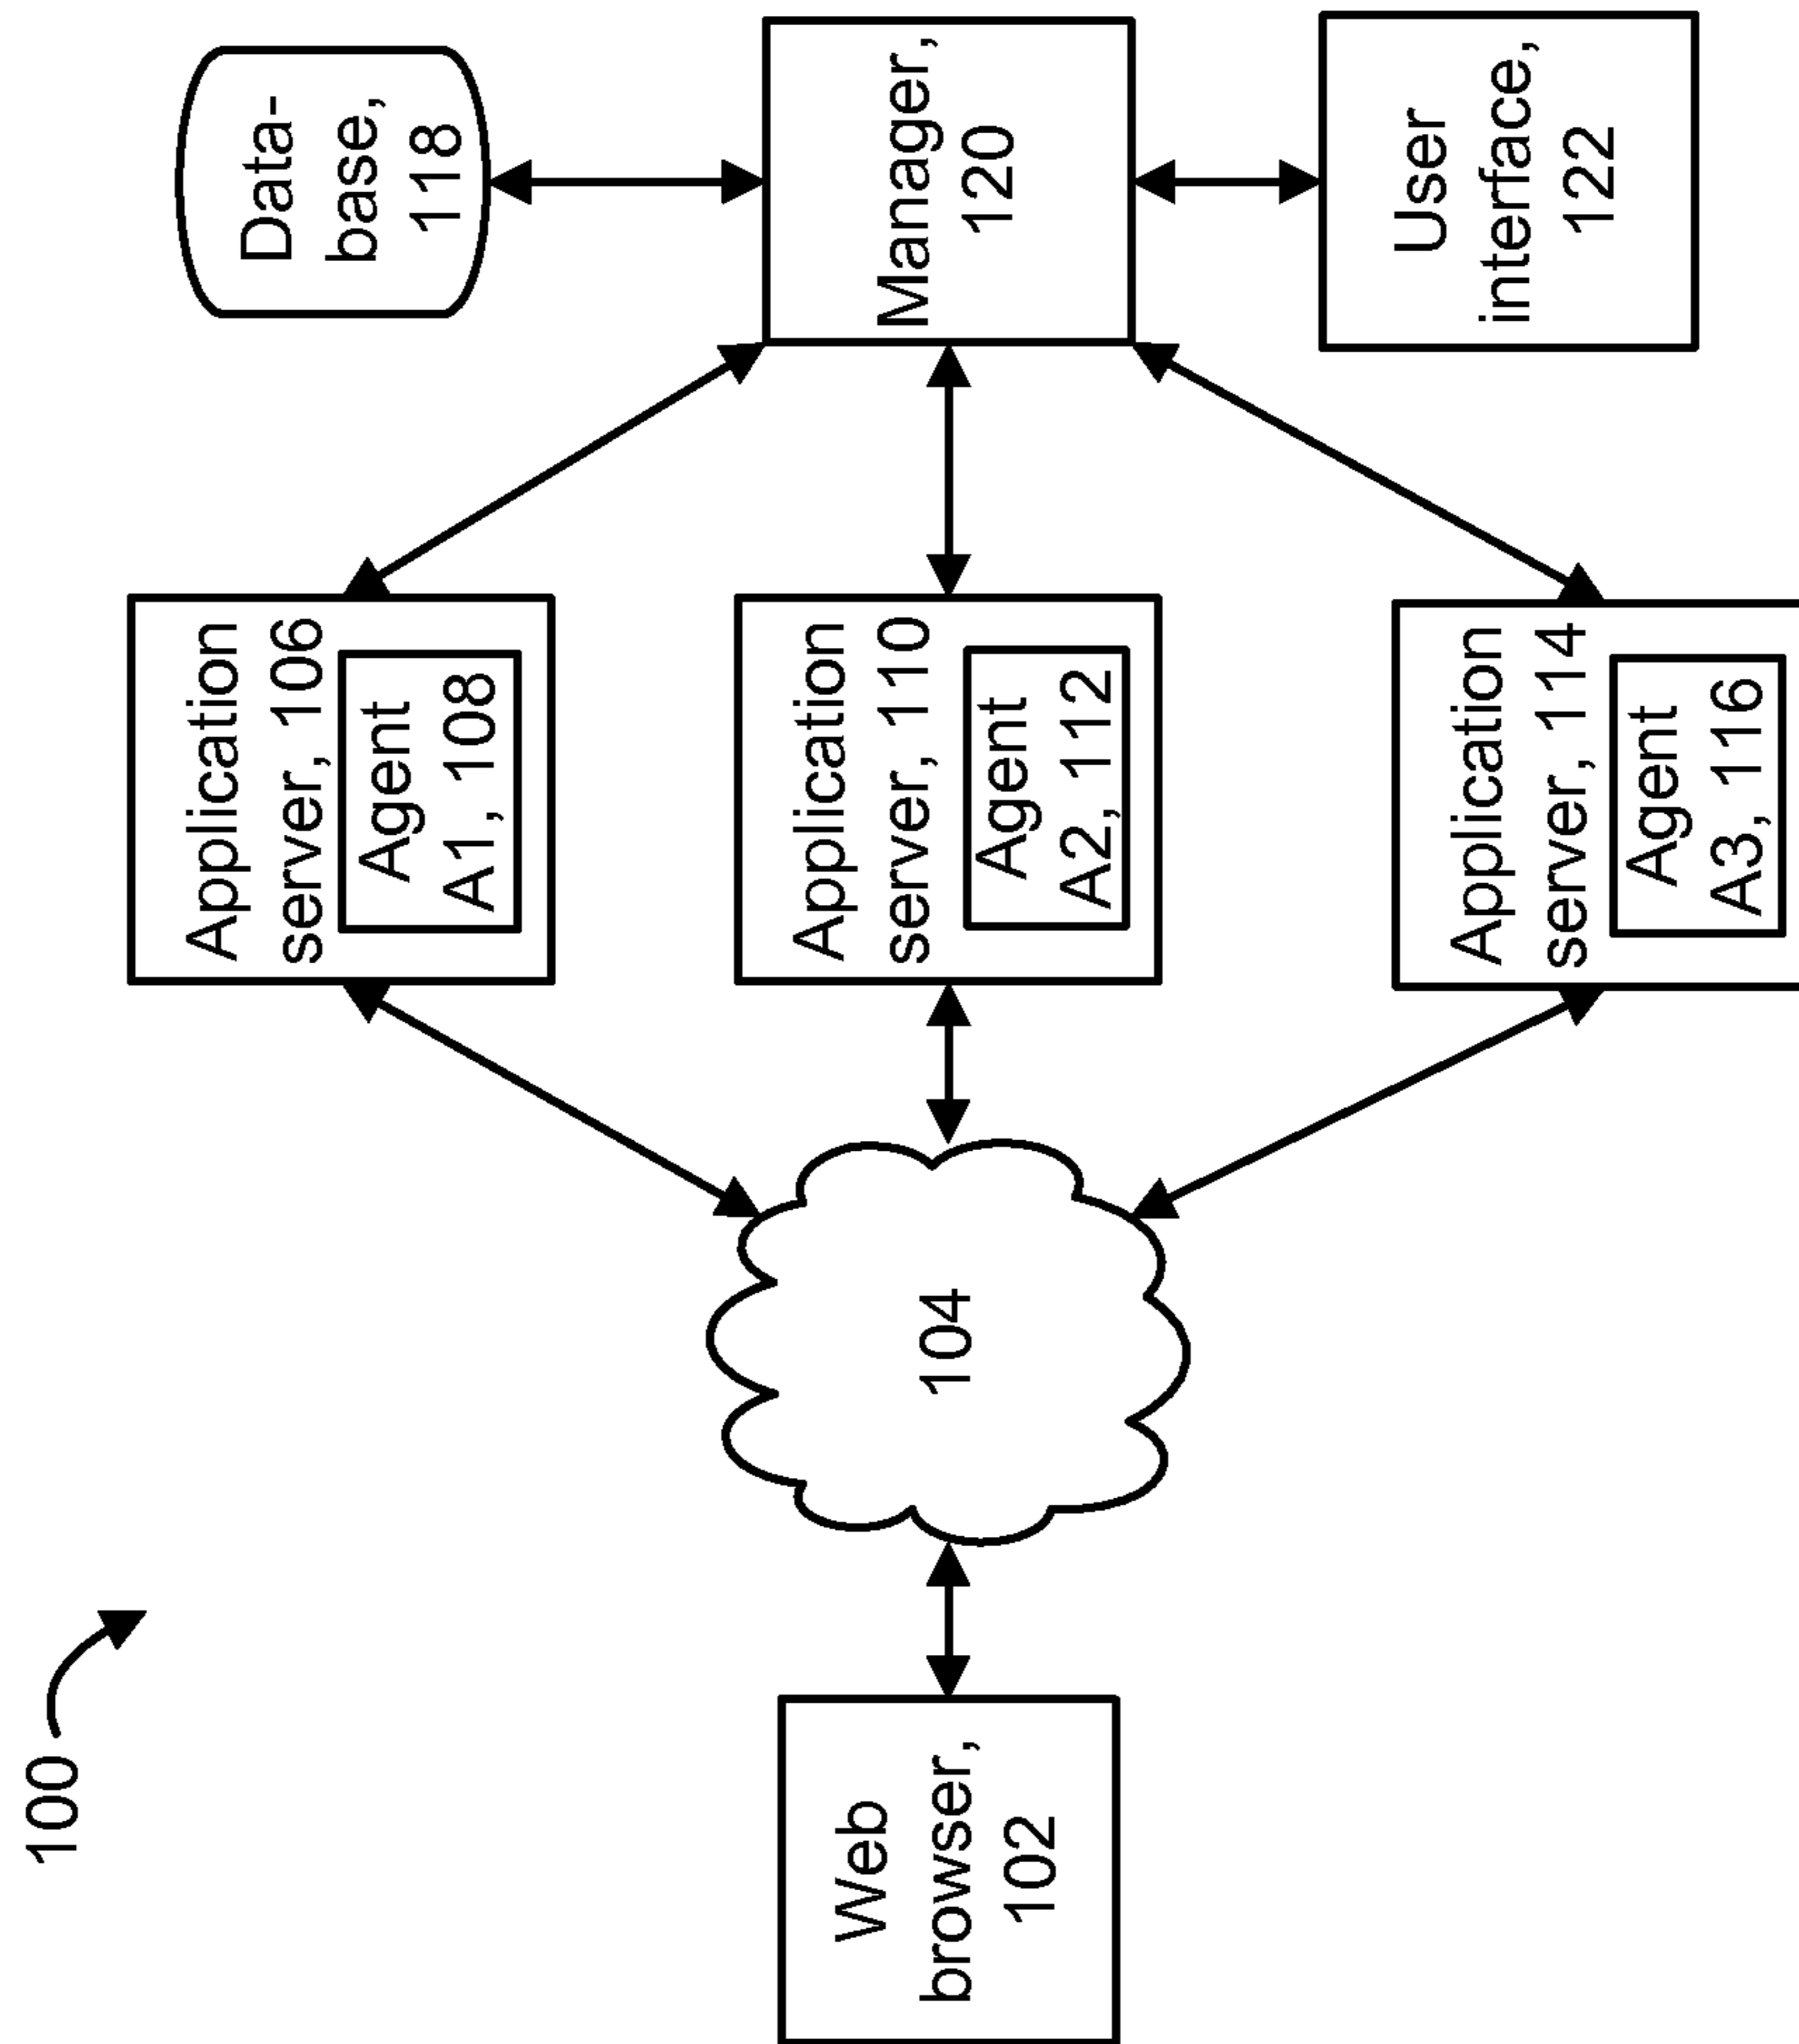 100
Web
browser,
102
104
Application
server, 106
Agent
A1, 108
Application
server, 110
Agent
A2, 112
Application
server, 114
Agent
A3, 116
Data-
base,
118
Manager,
120
User
interface,
122